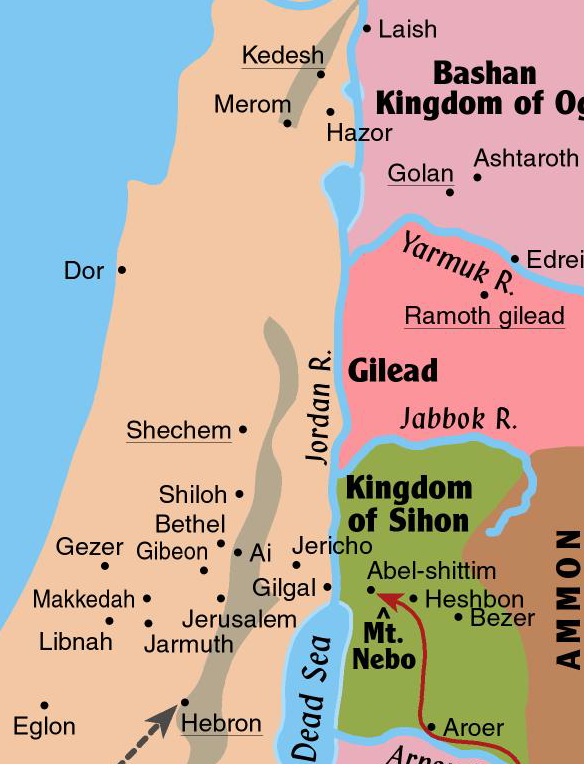 Laish
Kedesh
Bashan
Kingdom of Og
Merom
Hazor
Ashtaroth
Golan
Yarmuk R.
Edrei
Dor
Ramoth gilead
Jordan R.
Gilead
Jabbok R.
Shechem
Kingdom
of Sihon
Shiloh
Bethel
Gezer
Gibeon
Ai
Jericho
AMMON
Abel-shittim
Gilgal
Heshbon
Makkedah
Jerusalem
Bezer
^
Mt.
Nebo
Libnah
Jarmuth
Dead Sea
Eglon
Hebron
Aroer